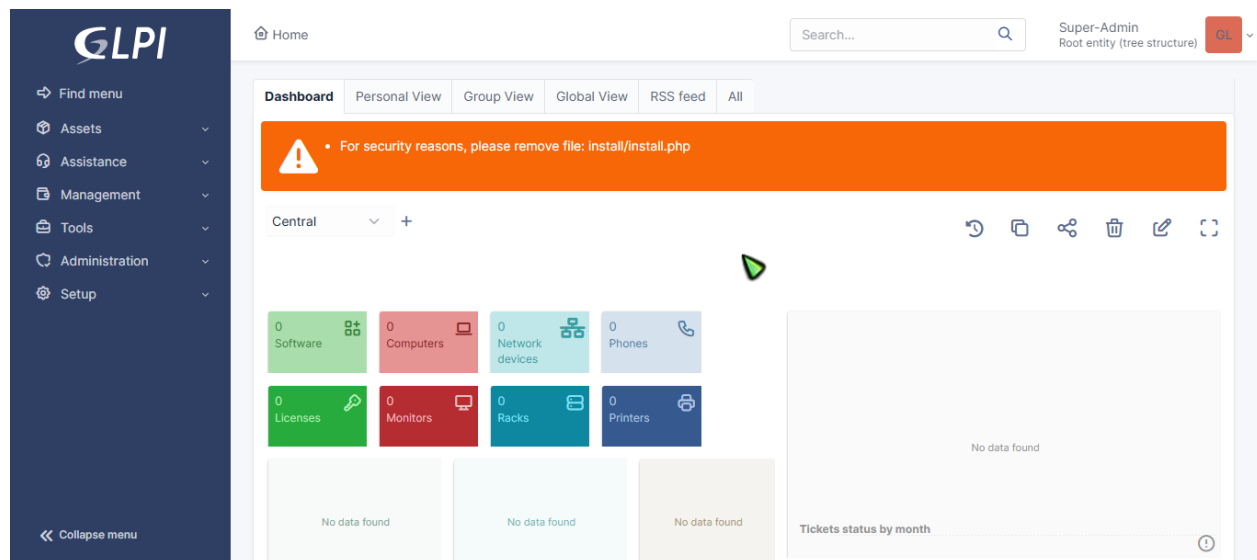 GLPI
Home
Search...
Super-Admin
Root entity (tree structure)
GL
Find menu
Assets
Assistance
Management
Tools
Administration
Setup
Collapse menu
Dashboard Personal View Group View Global View RSS feed All
• For security reasons, please remove file: install/install.php
Central
0
Software
0
Computers
0
Network
devices
0
Phones
0
Licenses
0
Monitors
0
Racks
0
Printers
No data found
No data found
No data found
No data found
Tickets status by month